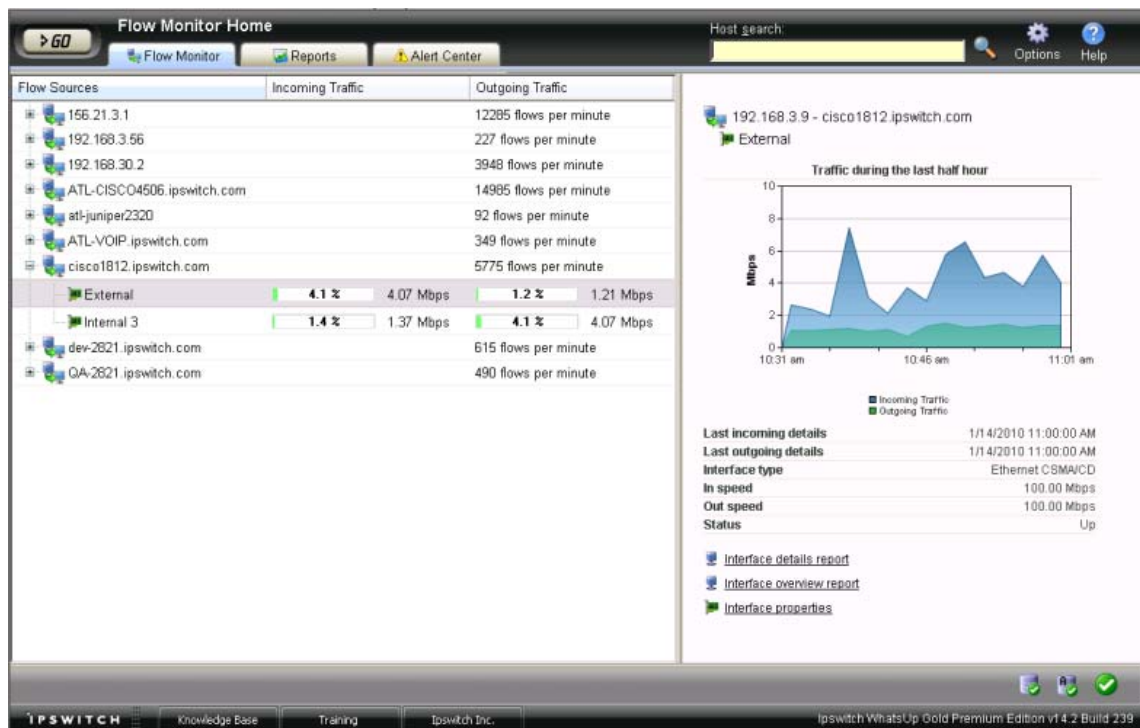 GO
Flow Monitor Home
Host search:
Flow Monitor
Reports
Alert Center
Options
Help
Flow Sources Incoming Traffic Outgoing Traffic
156.21.3.1 12285 flows per minute
192.168.3.56 227 flows per minute
192.168.30.2 3948 flows per minute
ATL-CISCO4506.ipswitch.com 14985 flows per minute
atl-juniper2320 92 flows per minute
ATL-VOIP.ipswitch.com 349 flows per minute
cisco1812.ipswitch.com 5775 flows per minute
External 4.1 % 4.07 Mbps 1.2 % 1.21 Mbps
Internal 3 1.4 % 1.37 Mbps 4.1 % 4.07 Mbps
dev-2821.ipswitch.com 615 flows per minute
QA-2821.ipswitch.com 490 flows per minute
192.168.3.9 - cisco1812.ipswitch.com
External
Traffic during the last half hour
Mbps
10
8
6
4
2
0
10:31 am 10:46 am 11:01 am
Incoming Traffic
Outgoing Traffic
Last incoming details 1/14/2010 11:00:00 AM
Last outgoing details 1/14/2010 11:00:00 AM
Interface type Ethernet CSMA/CD
In speed 100.00 Mbps
Out speed 100.00 Mbps
Status Up
Interface details report
Interface overview report
Interface properties
IPSWITCH Knowledge Base Training Ipswitch Inc. Ipswitch WhatsUp Gold Premium Edition v14.2 Build 239